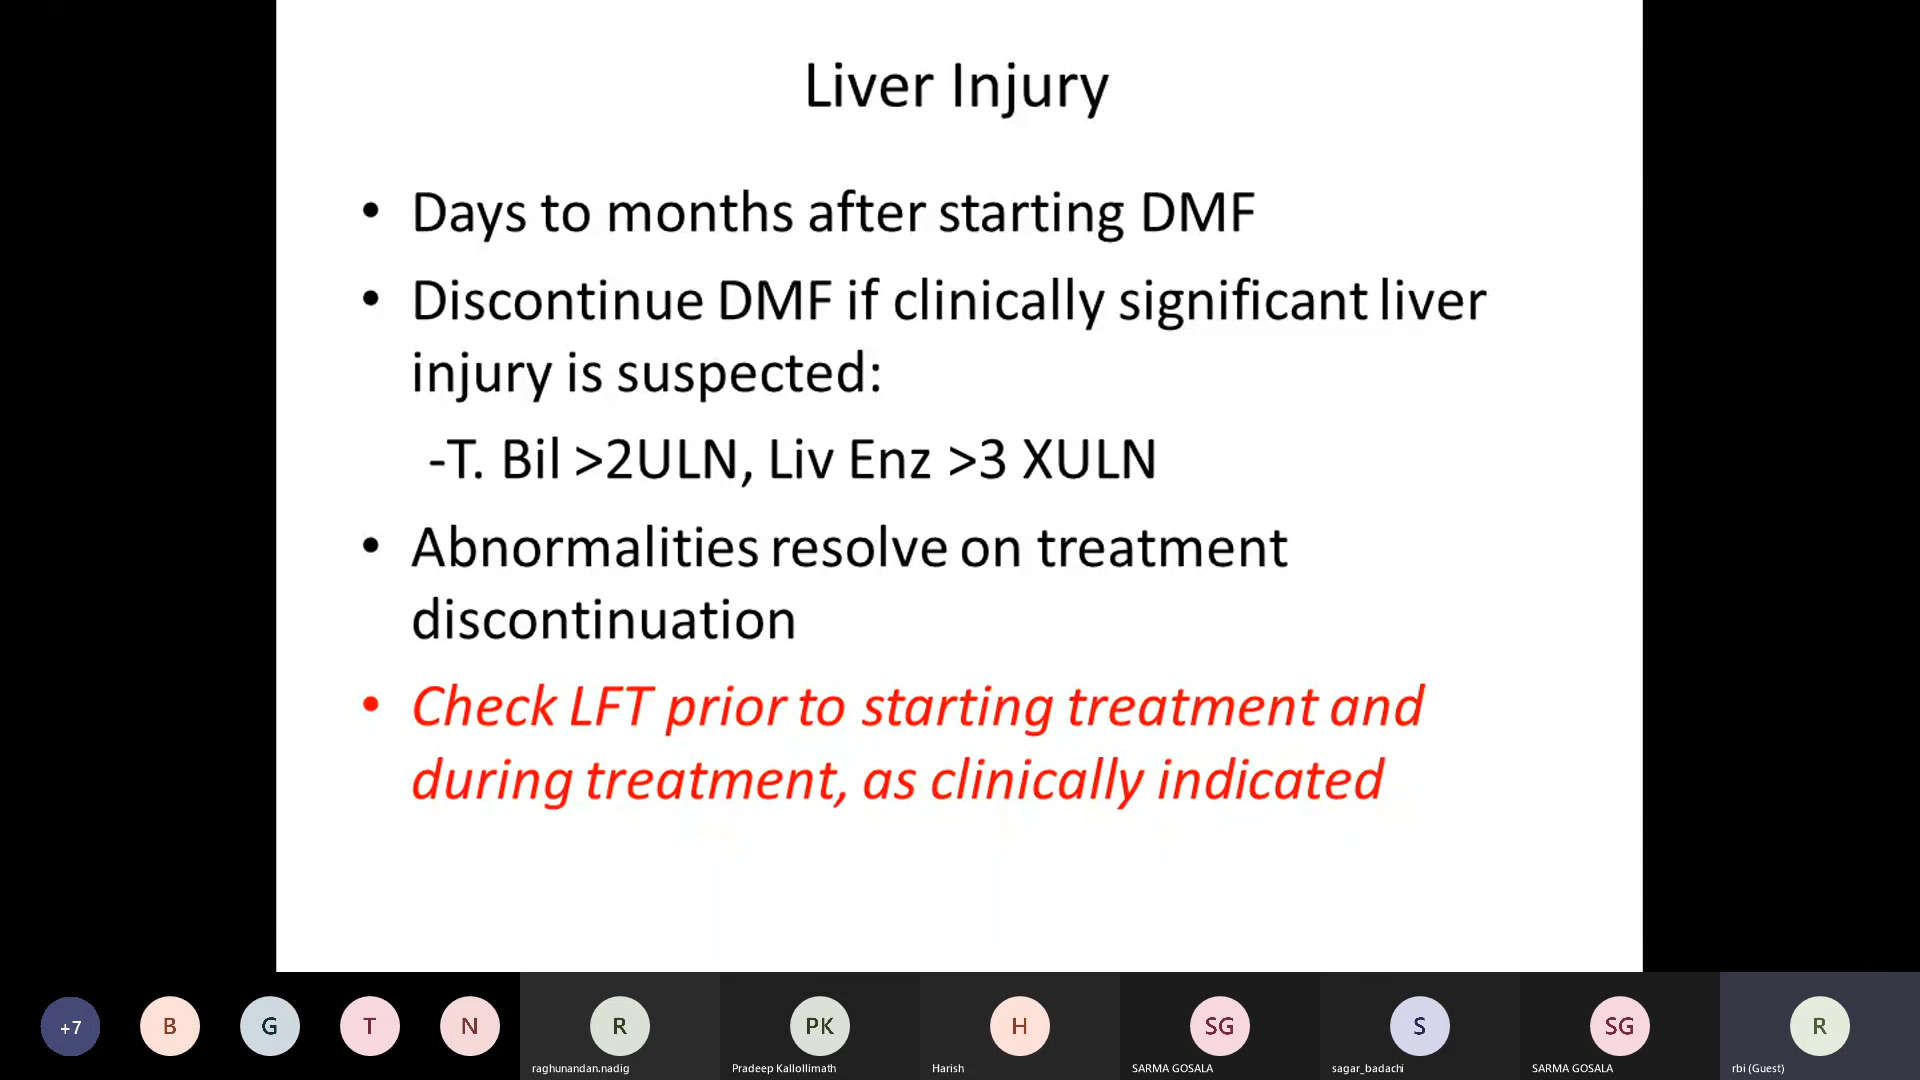 Liver Injury
• Days to months after starting DMF
• Discontinue DMF if clinically significant liver
injury is suspected:
-T. Bil >2ULN, Liv Enz >3 XULN
• Abnormalities resolve on treatment
discontinuation
• Check LFT prior to starting treatment and
during treatment, as clinically indicated
+7 B G T N R PK H SG S SG R
raghunandan.nadig Pradeep Kallollimath Harish SARMA GOSALA sagar_badachi SARMA GOSALA rbi (Guest)